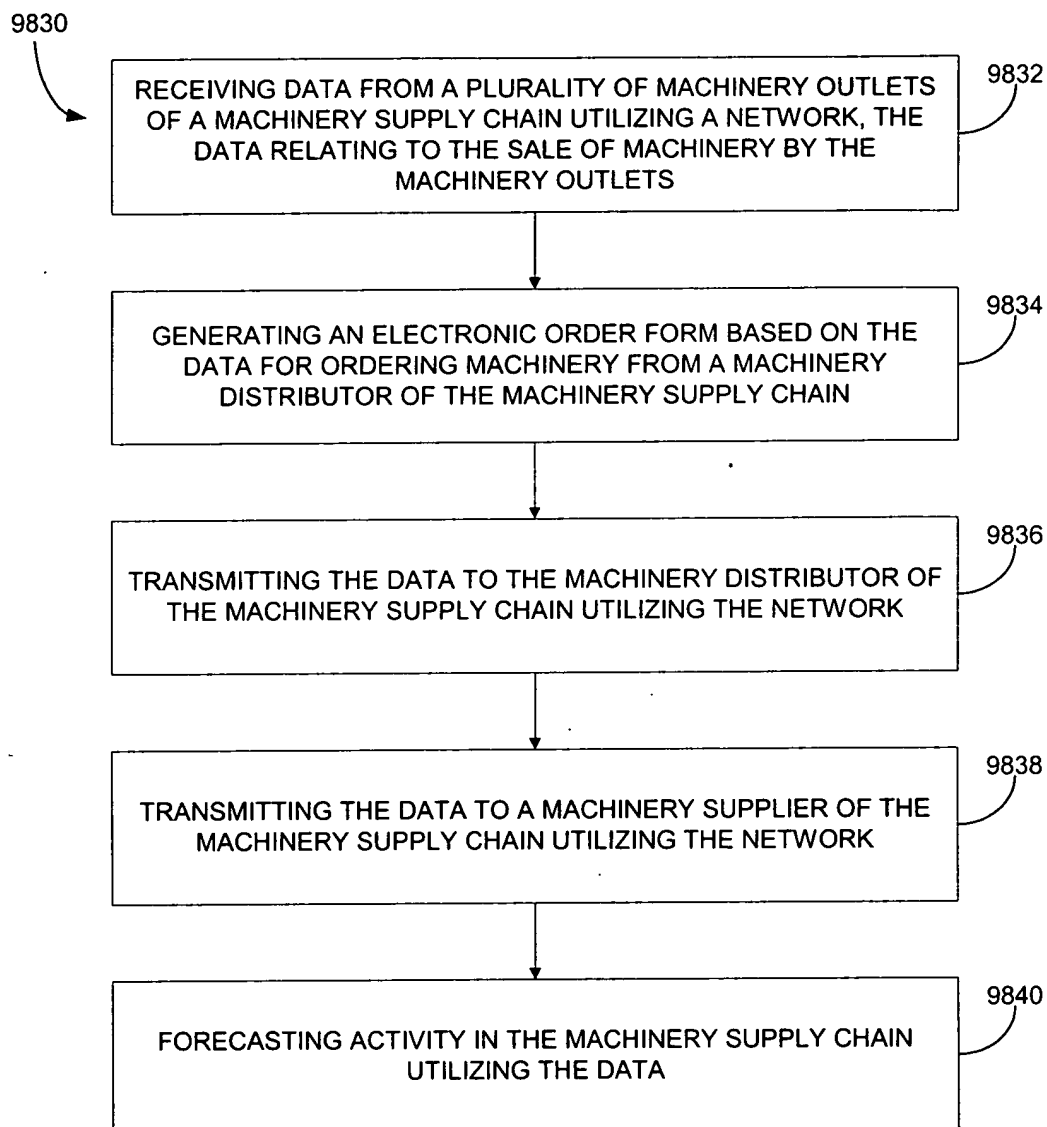 9830
RECEIVING DATA FROM A PLURALITY OF MACHINERY OUTLETS
OF A MACHINERY SUPPLY CHAIN UTILIZING A NETWORK, THE
DATA RELATING TO THE SALE OF MACHINERY BY THE
MACHINERY OUTLETS
9832
GENERATING AN ELECTRONIC ORDER FORM BASED ON THE
DATA FOR ORDERING MACHINERY FROM A MACHINERY
DISTRIBUTOR OF THE MACHINERY SUPPLY CHAIN
9834
TRANSMITTING THE DATA TO THE MACHINERY DISTRIBUTOR OF
THE MACHINERY SUPPLY CHAIN UTILIZING THE NETWORK
9836
TRANSMITTING THE DATA TO A MACHINERY SUPPLIER OF THE
MACHINERY SUPPLY CHAIN UTILIZING THE NETWORK
9838
FORECASTING ACTIVITY IN THE MACHINERY SUPPLY CHAIN
UTILIZING THE DATA
9840